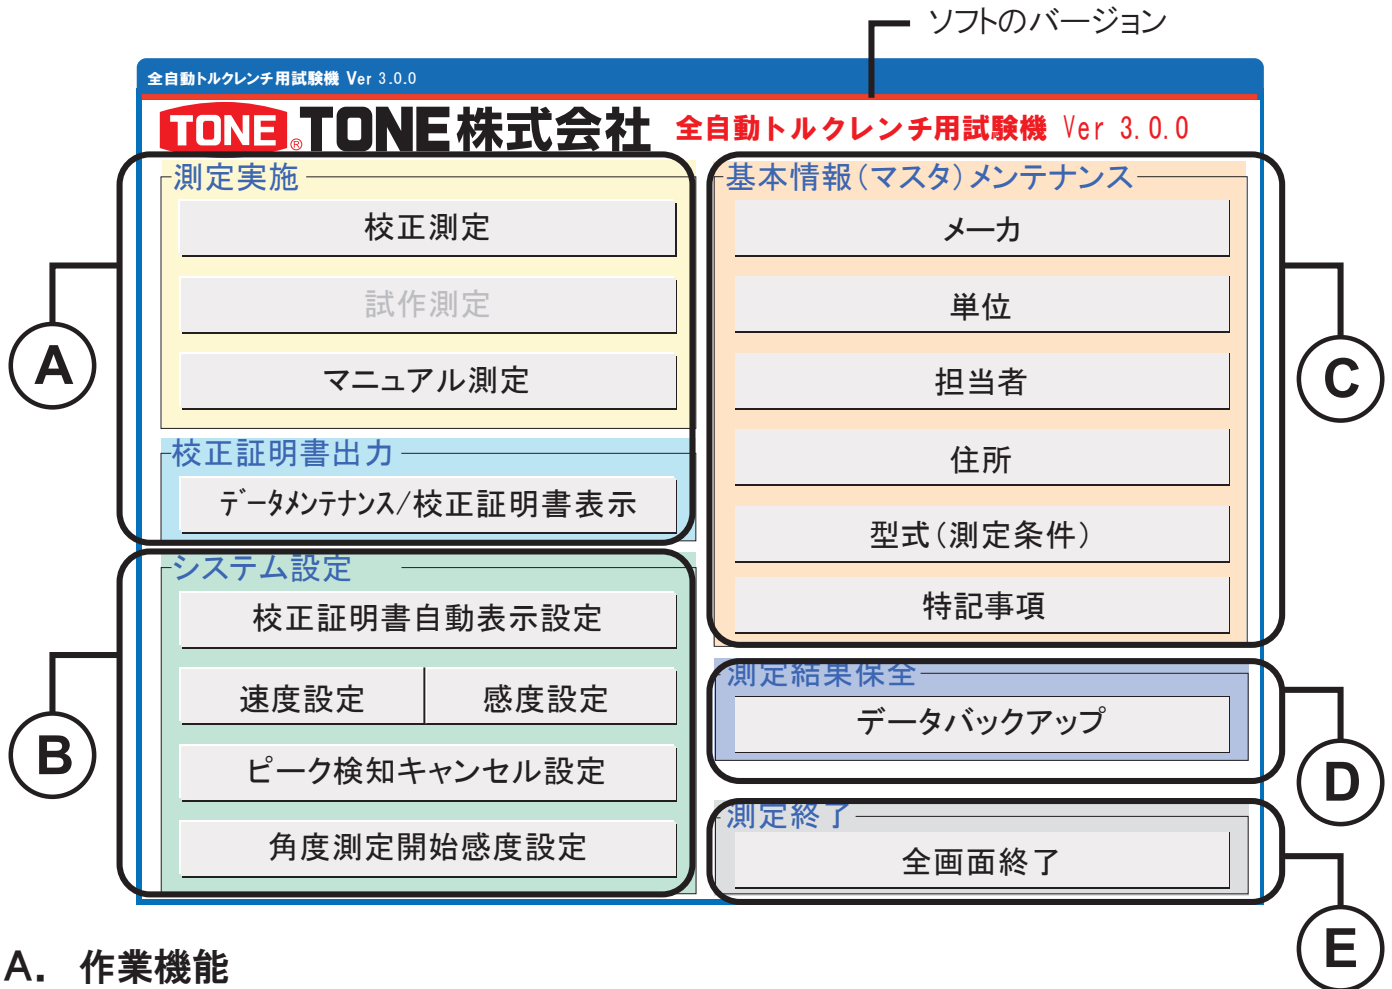 ソフトのバージョン
全自動トルクレンチ用試験機 Ver 3.0.0
TONE® TONE株式会社 全自動トルクレンチ用試験機 Ver 3.0.0
測定実施
校正測定
試作測定
マニュアル測定
A
校正証明書出力
データメンテナンス/校正証明書表示
システム設定
校正証明書自動表示設定
速度設定 感度設定
ピーク検知キャンセル設定
角度測定開始感度設定
B
基本情報(マスタ)メンテナンス
メーカ
単位
担当者
住所
型式(測定条件)
特記事項
C
測定結果保全
データバックアップ
D
測定終了
全画面終了
E
A. 作業機能